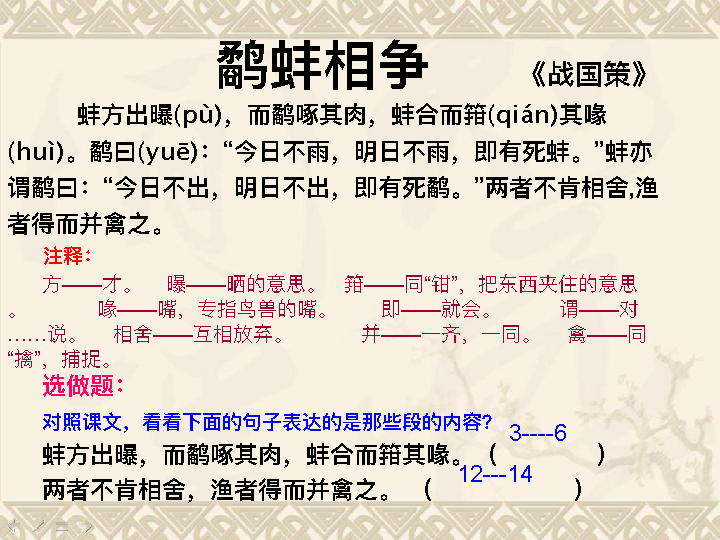 鹬蚌相争 《战国策》
蚌方出曝(pù)，而鹬啄其肉，蚌合而箝(qián)其喙
(huì)。鹬曰(yuē)：“今日不雨，明日不雨，即有死蚌。”蚌亦
谓鹬曰：“今日不出，明日不出，即有死鹬。”两者不肯相舍,渔
者得而并禽之。
注释：
方——才。 曝——晒的意思。 箝——同“钳”，把东西夹住的意思
。 喙——嘴，专指鸟兽的嘴。 即——就会。 谓——对
……说。 相舍——互相放弃。 并——一齐，一同。 禽——同
“擒”，捕捉。
选做题：
对照课文，看看下面的句子表达的是那些段的内容?
蚌方出曝，而鹬啄其肉，蚌合而箝其喙。（ 3----6 ）
两者不肯相舍，渔者得而并禽之。 （ 12---14 ）